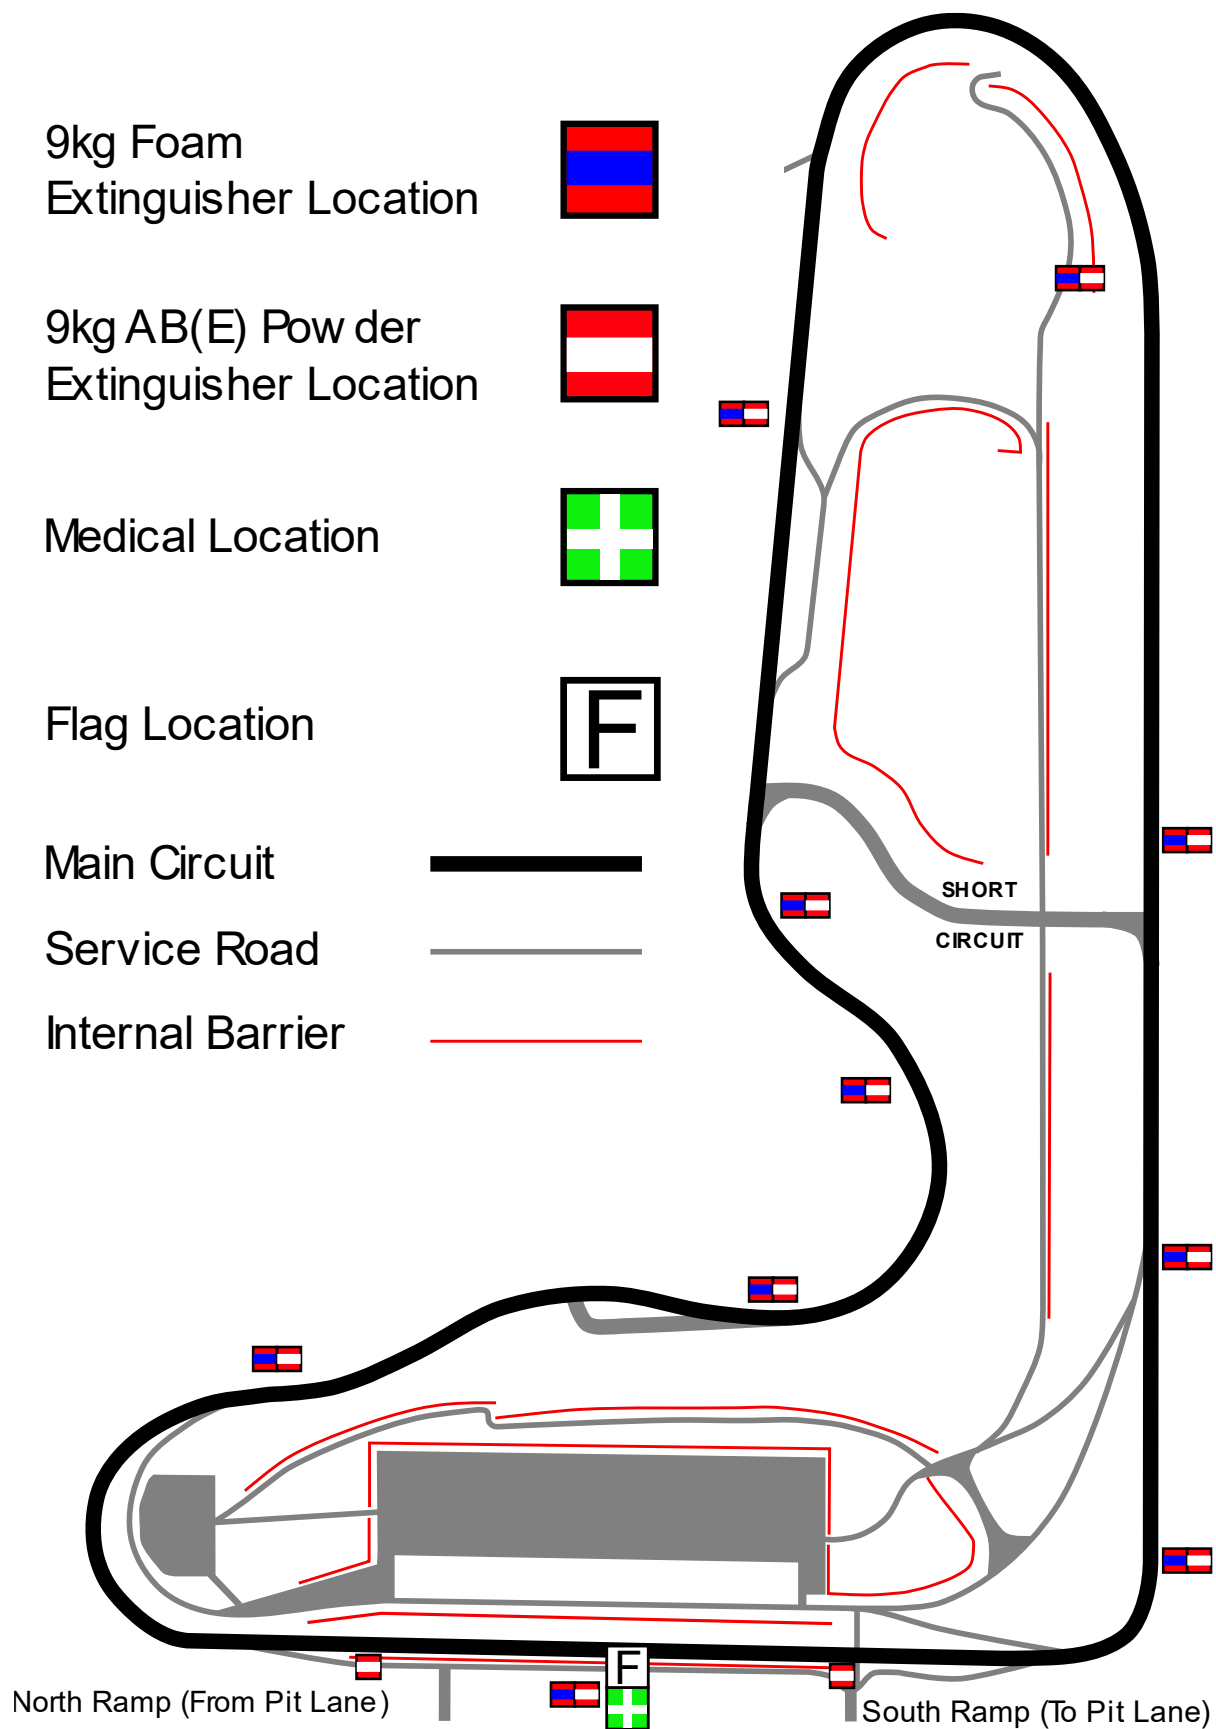 9kg Foam
Extinguisher Location
9kg AB(E) Pow der
Extinguisher Location
Medical Location
Flag Location
F
Main Circuit
Service Road
Internal Barrier
SHORT
CIRCUIT
F
North Ramp (From Pit Lane)
South Ramp (To Pit Lane)